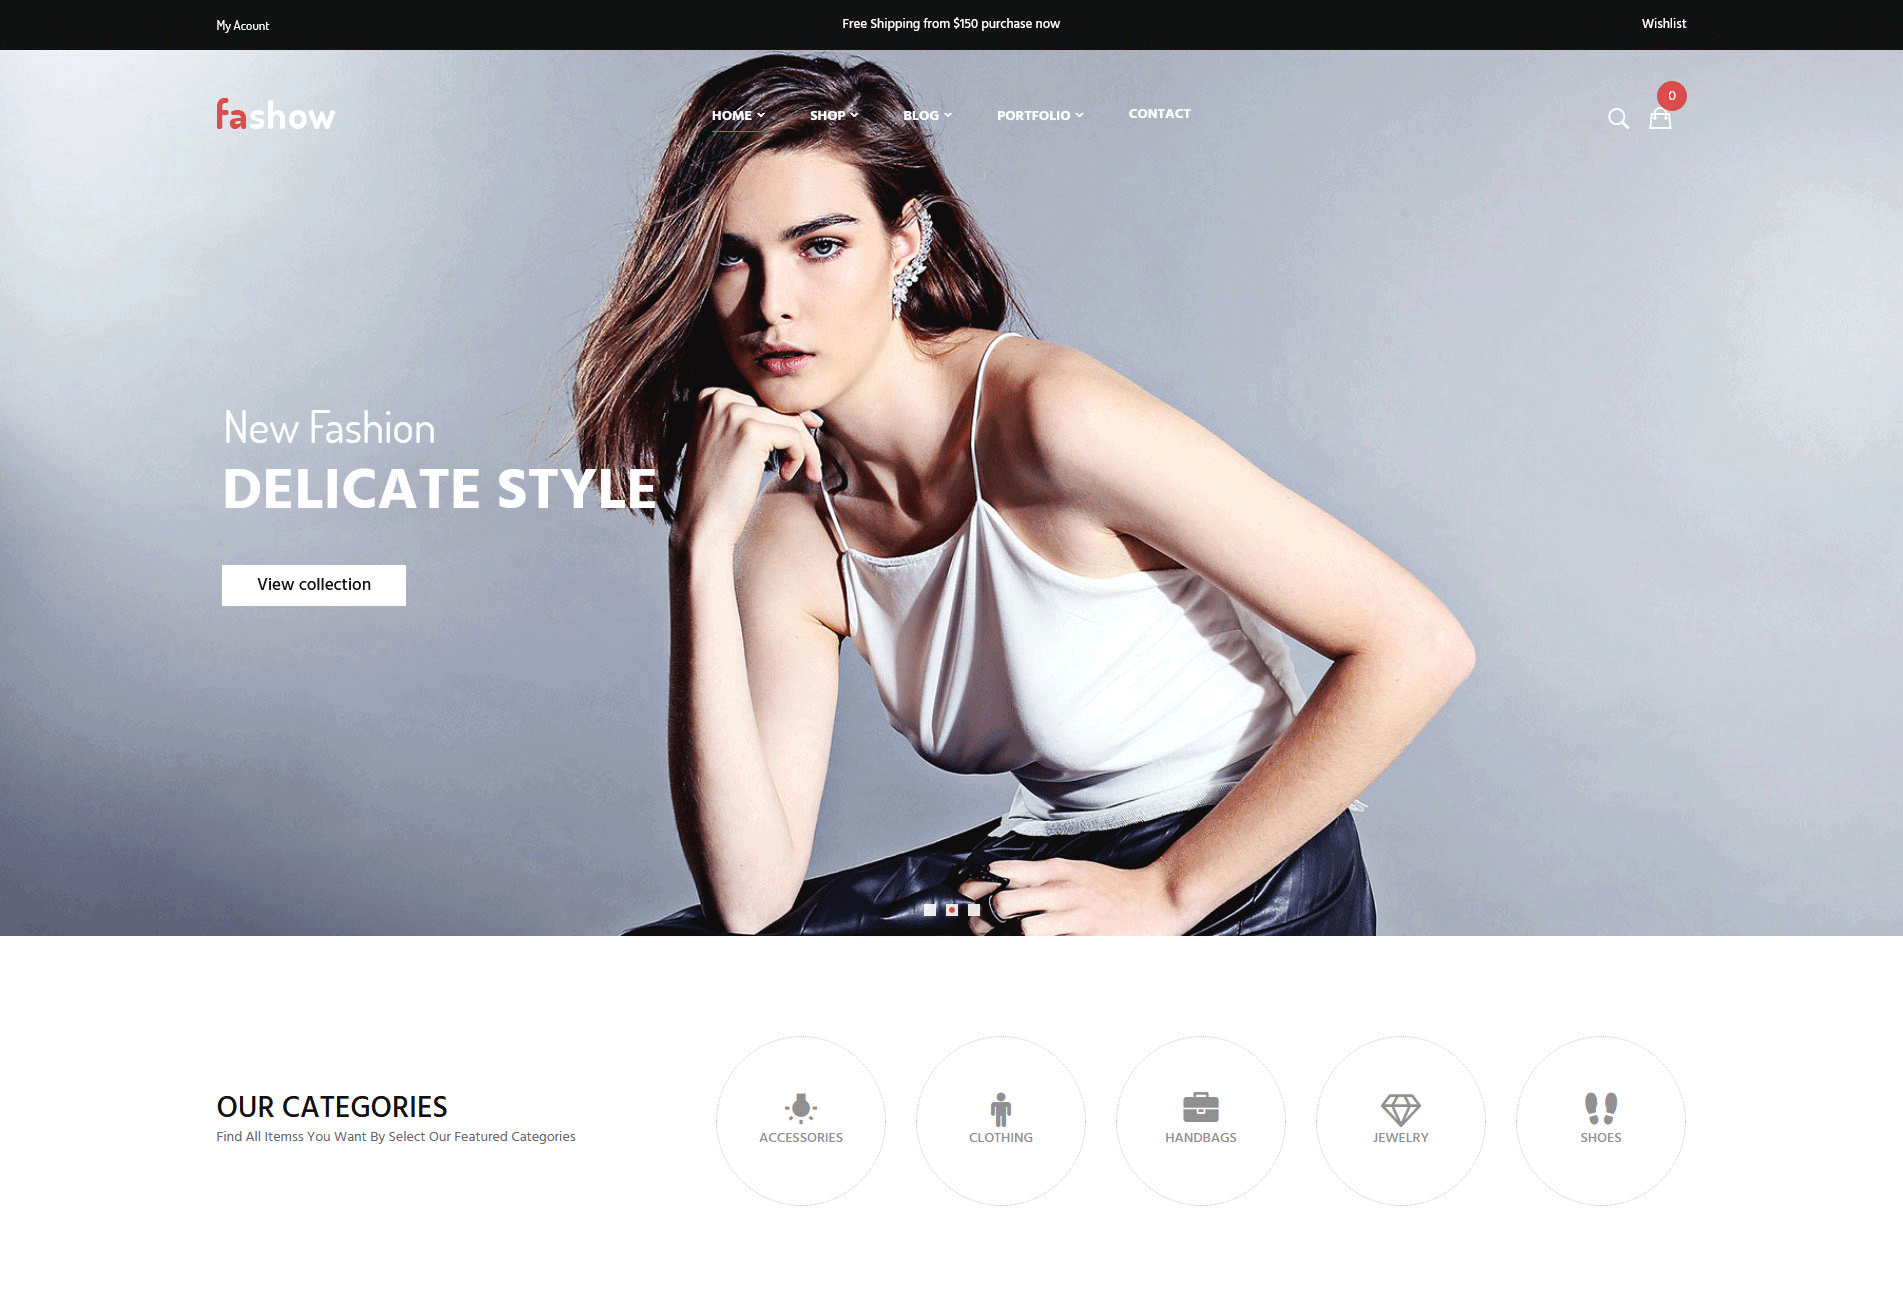 My Acount
Free Shipping from $150 purchase now
Wishlist
fashow
HOME
SHOP
BLOG
PORTFOLIO
CONTACT
0
New Fashion
DELICATE STYLE
View collection
OUR CATEGORIES
Find All Itemss You Want By Select Our Featured Categories
ACCESSORIES
CLOTHING
HANDBAGS
JEWELRY
SHOES